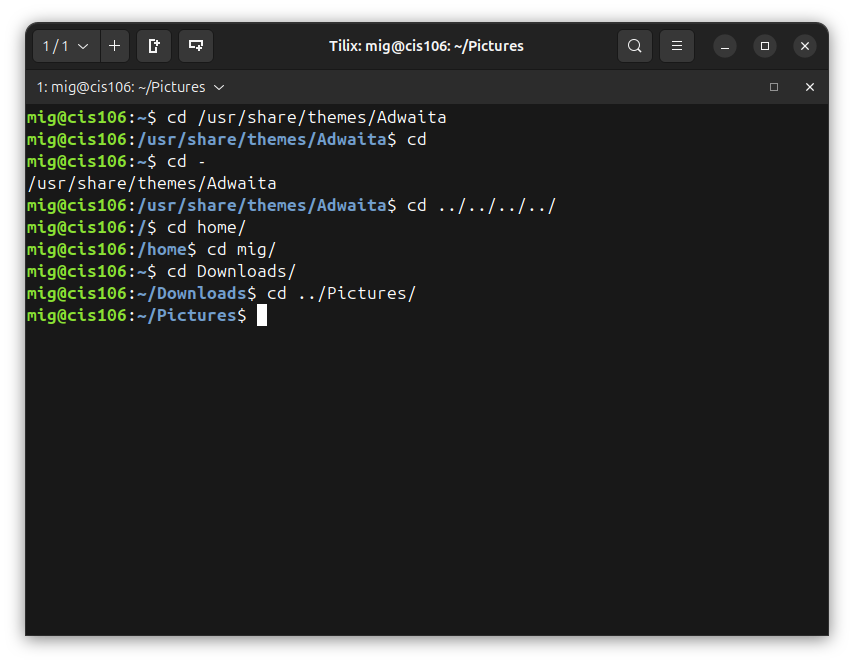 1 / 1
Tilix: mig@cis106: ~/Pictures
1: mig@cis106: ~/Pictures
mig@cis106:~$ cd /usr/share/themes/Adwaita
mig@cis106:/usr/share/themes/Adwaita$ cd
mig@cis106:~$ cd -
/usr/share/themes/Adwaita
mig@cis106:/usr/share/themes/Adwaita$ cd ../../../../
mig@cis106:/$ cd home/
mig@cis106:/home$ cd mig/
mig@cis106:~$ cd Downloads/
mig@cis106:~/Downloads$ cd ../Pictures/
mig@cis106:~/Pictures$